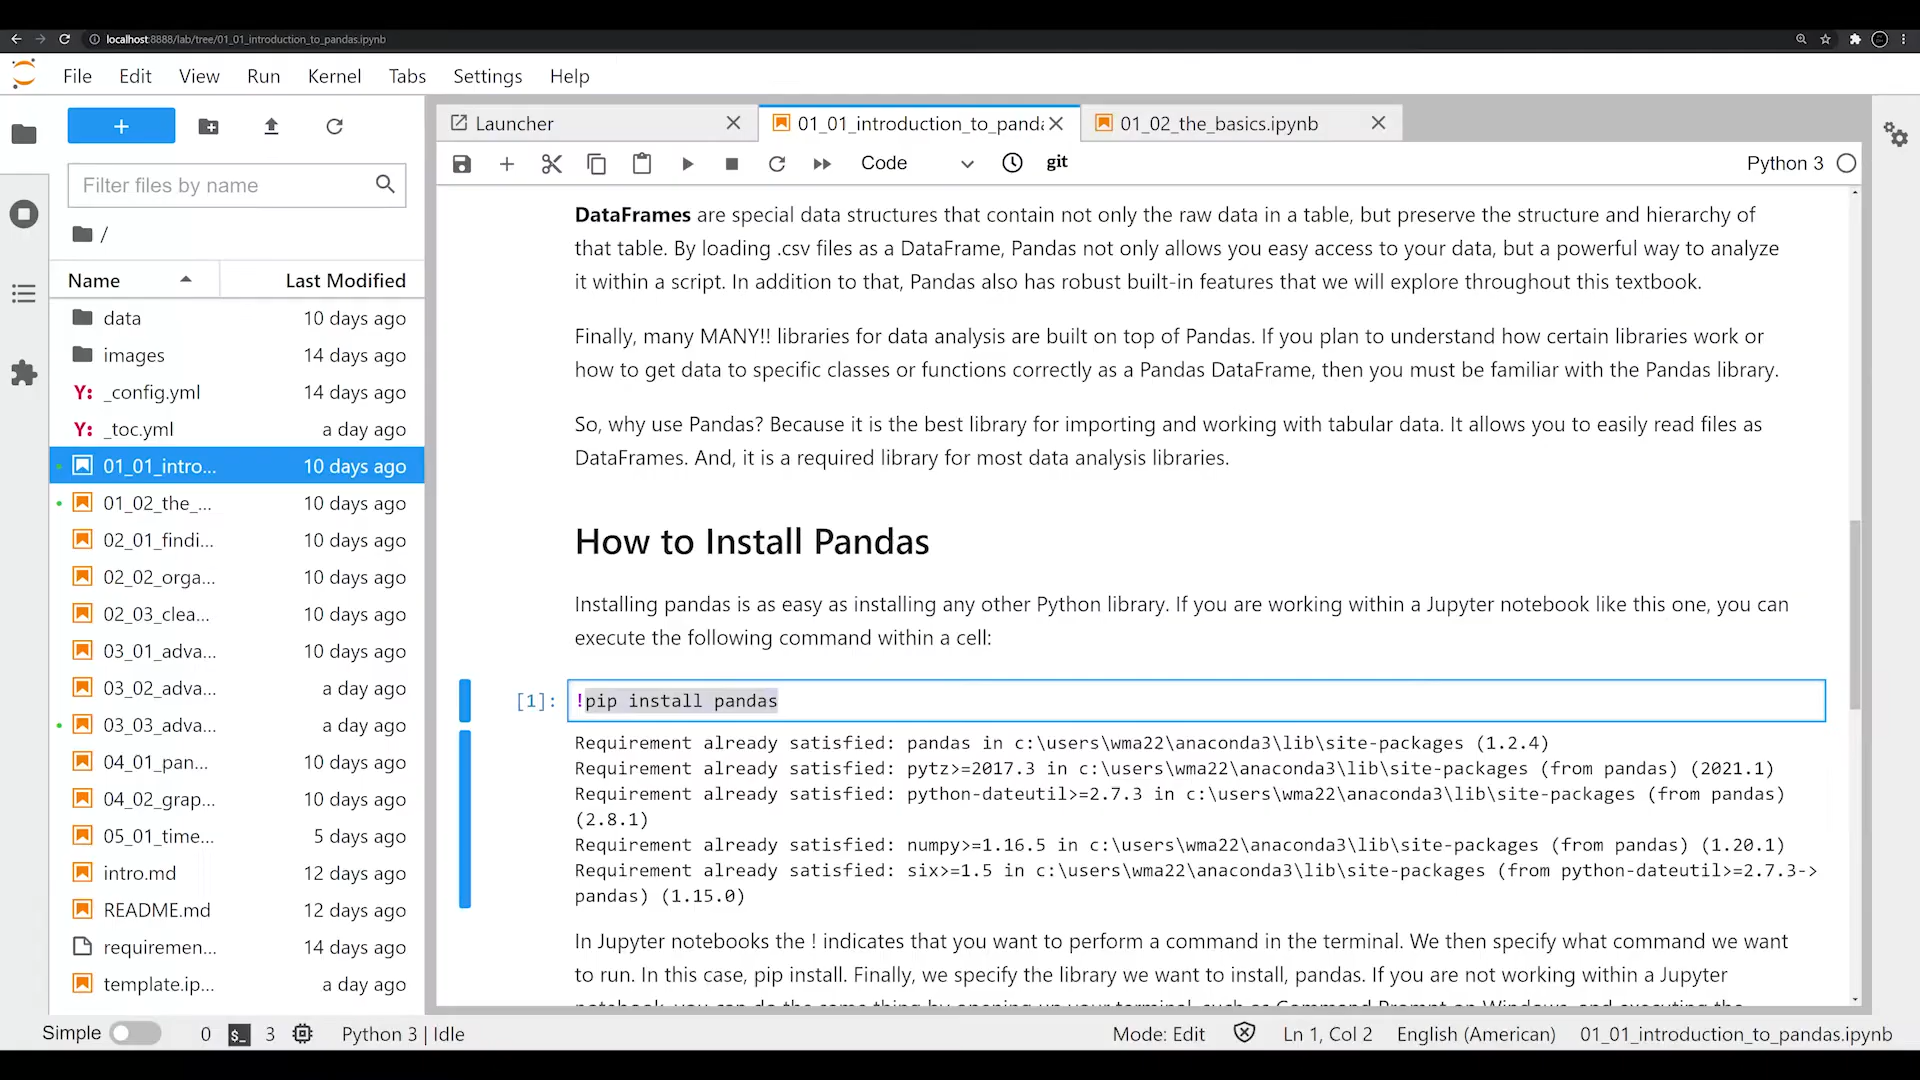 localhost:8888/lab/tree/01_01_introduction_to_pandas.ipynb
File Edit View Run Kernel Tabs Settings Help
+
Filter files by name
/
Name Last Modified
data 10 days ago
images 14 days ago
Y: _config.yml 14 days ago
Y: _toc.yml a day ago
01_01_intro... 10 days ago
01_02_the_... 10 days ago
02_01_findi... 10 days ago
02_02_orga... 10 days ago
02_03_clea... 10 days ago
03_01_adva... 10 days ago
03_02_adva... a day ago
03_03_adva... a day ago
04_01_pan... 10 days ago
04_02_grap... 10 days ago
05_01_time... 5 days ago
intro.md 12 days ago
README.md 12 days ago
requiremen... 14 days ago
template.ip... a day ago
Launcher 01_01_introduction_to_panda 01_02_the_basics.ipynb
Code git Python 3
DataFrames are special data structures that contain not only the raw data in a table, but preserve the structure and hierarchy of
that table. By loading .csv files as a DataFrame, Pandas not only allows you easy access to your data, but a powerful way to analyze
it within a script. In addition to that, Pandas also has robust built-in features that we will explore throughout this textbook.
Finally, many MANY!! libraries for data analysis are built on top of Pandas. If you plan to understand how certain libraries work or
how to get data to specific classes or functions correctly as a Pandas DataFrame, then you must be familiar with the Pandas library.
So, why use Pandas? Because it is the best library for importing and working with tabular data. It allows you to easily read files as
DataFrames. And, it is a required library for most data analysis libraries.
How to Install Pandas
Installing pandas is as easy as installing any other Python library. If you are working within a Jupyter notebook like this one, you can
execute the following command within a cell:
[1]: !pip install pandas
Requirement already satisfied: pandas in c:\users\wma22\anaconda3\lib\site-packages (1.2.4)
Requirement already satisfied: pytz>=2017.3 in c:\users\wma22\anaconda3\lib\site-packages (from pandas) (2021.1)
Requirement already satisfied: python-dateutil>=2.7.3 in c:\users\wma22\anaconda3\lib\site-packages (from pandas)
(2.8.1)
Requirement already satisfied: numpy>=1.16.5 in c:\users\wma22\anaconda3\lib\site-packages (from pandas) (1.20.1)
Requirement already satisfied: six>=1.5 in c:\users\wma22\anaconda3\lib\site-packages (from python-dateutil>=2.7.3->
pandas) (1.15.0)
In Jupyter notebooks the ! indicates that you want to perform a command in the terminal. We then specify what command we want
to run. In this case, pip install. Finally, we specify the library we want to install, pandas. If you are not working within a Jupyter
notebook, you can do the same thing by opening up your terminal, such as Command Prompt on Windows, and executing the
Simple 0 $_ 3 Python 3 | Idle Mode: Edit Ln 1, Col 2 English (American) 01_01_introduction_to_pandas.ipynb